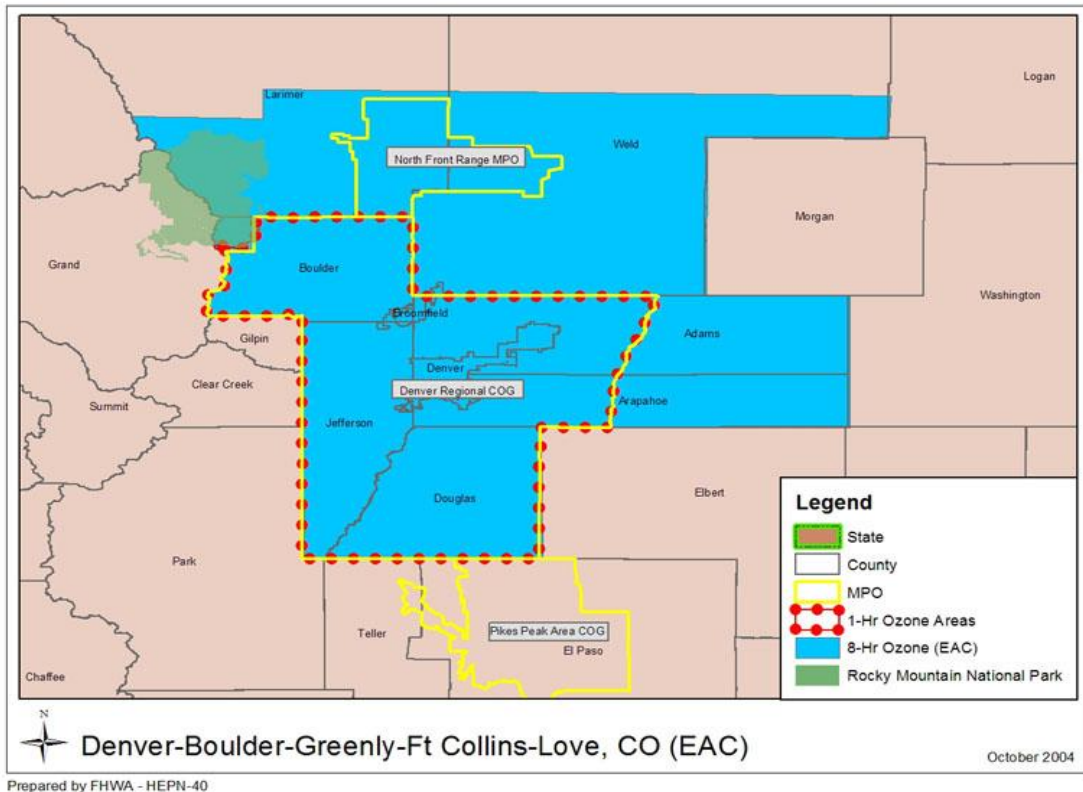 Logan
Larimer
Weld
North Front Range MPO
Morgan
Grand
Boulder
Washington
Broomfield
Adams
Gilpin
Denver
Clear Creek
Denver Regional COG
Arapahoe
Summit
Jefferson
Douglas
Elbert
Park
Teller
Pikes Peak Area COG
El Paso
Chaffee
Legend
State
County
MPO
1-Hr Ozone Areas
8-Hr Ozone (EAC)
Rocky Mountain National Park
N
Denver-Boulder-Greenly-Ft Collins-Love, CO (EAC)
October 2004
Prepared by FHWA - HEPN-40